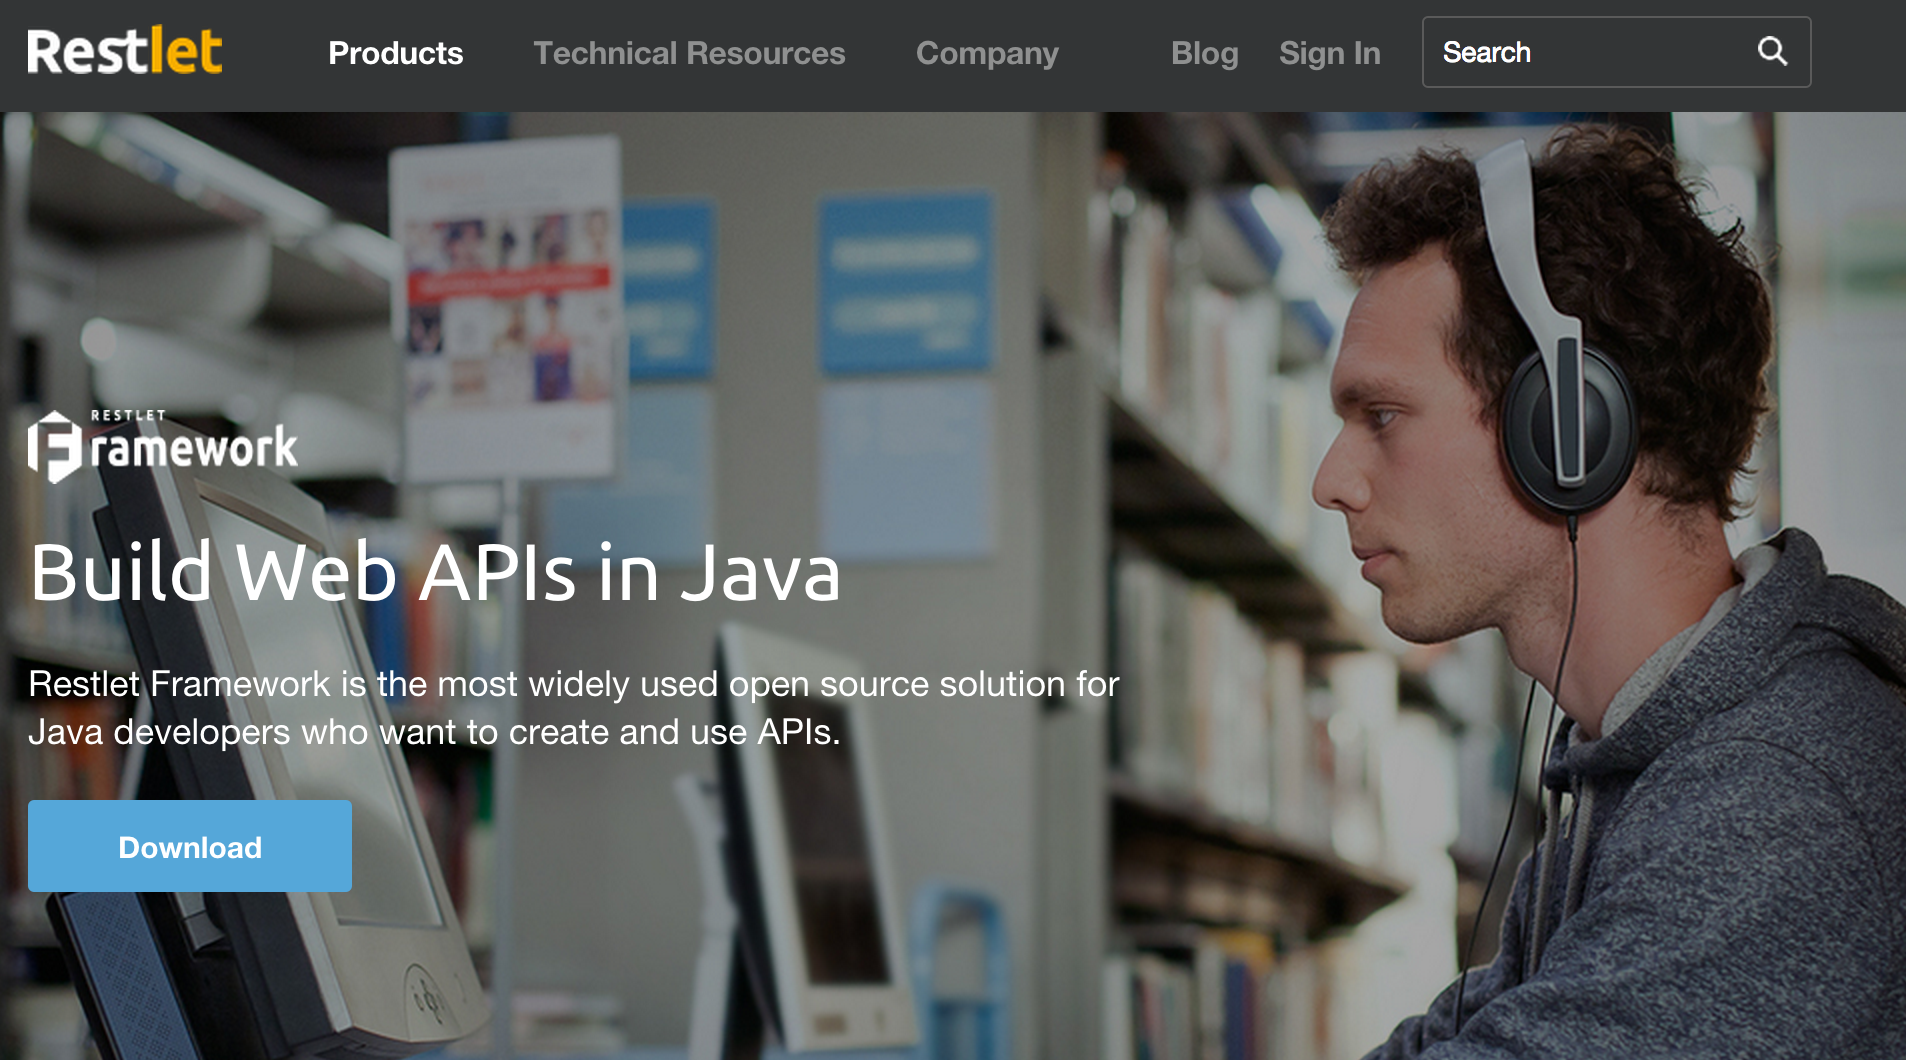 Restlet
Products
Technical Resources
Company
Blog
Sign In
Search
RESTLET
Framework
Build Web APIs in Java
Restlet Framework is the most widely used open source solution for
Java developers who want to create and use APIs.
Download